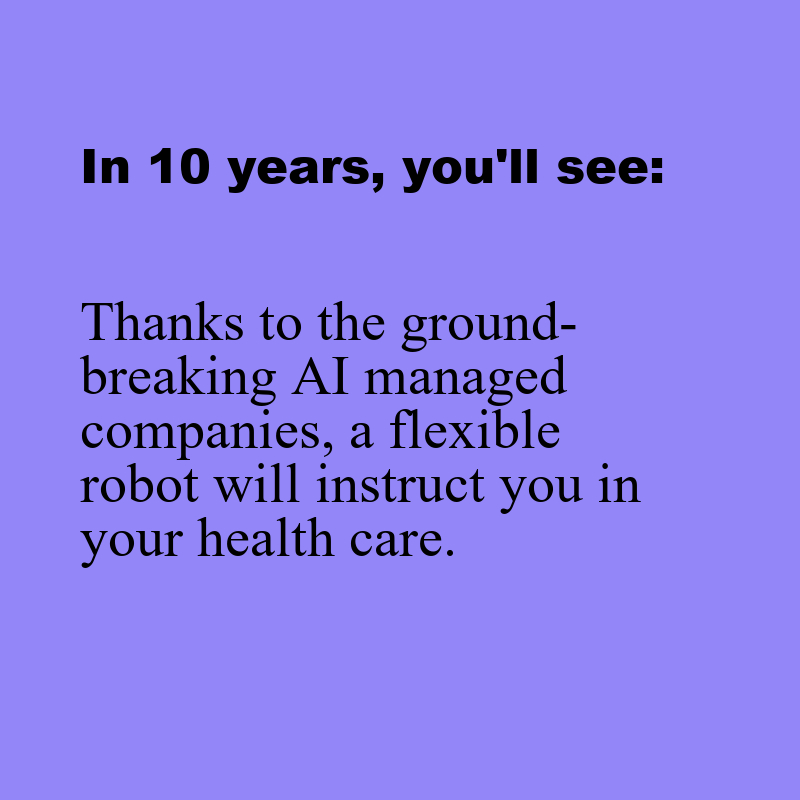 In 10 years, you'll see:
Thanks to the ground-
breaking AI managed
companies, a flexible
robot will instruct you in
your health care.